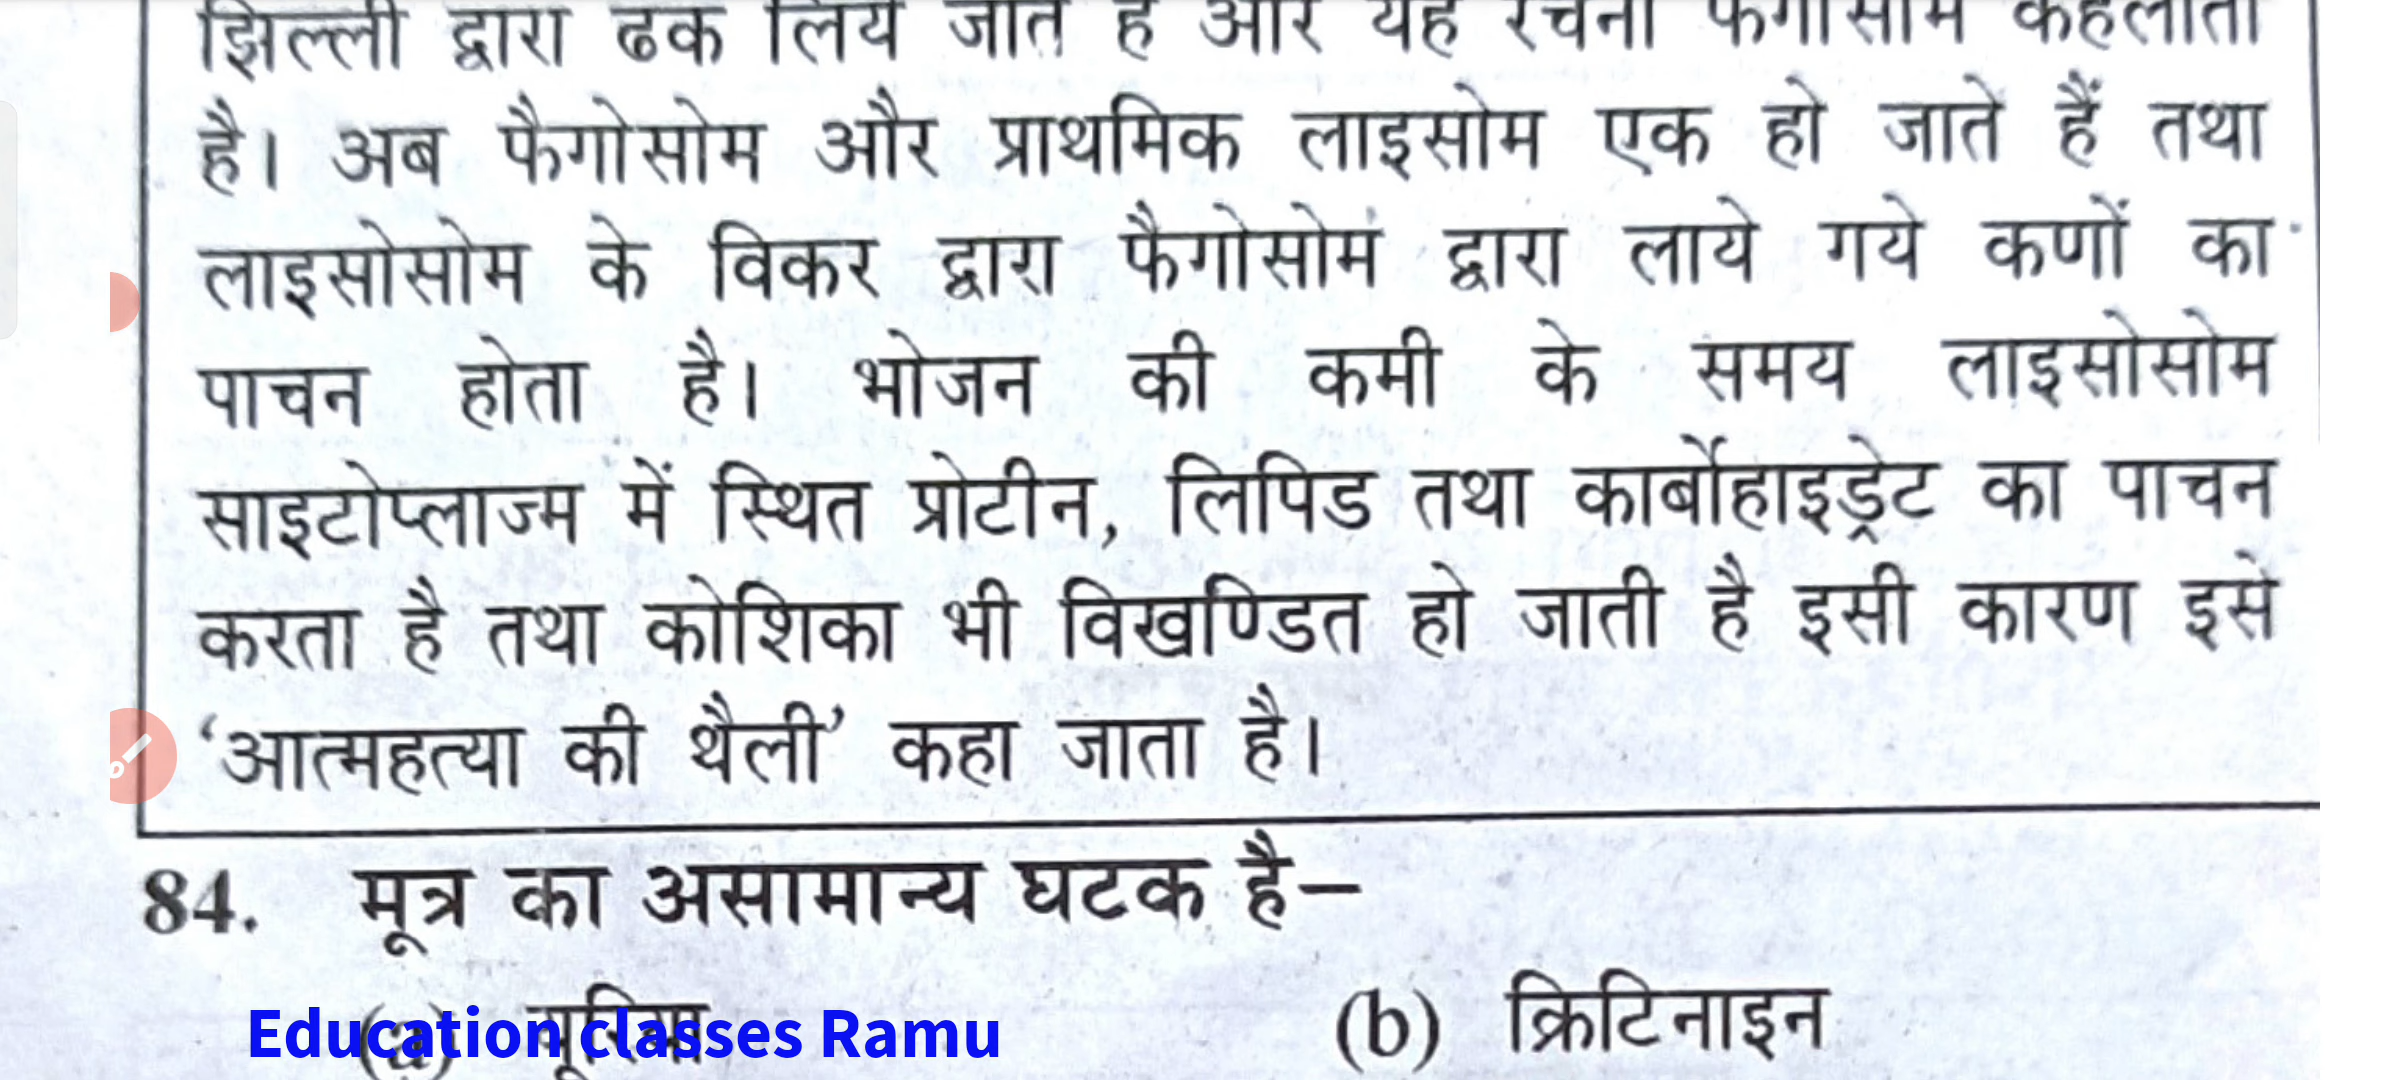 झिल्ली द्वारा ढक लिये जाते हैं और यह रचना फैगोसोम कहलाती
है। अब फैगोसोम और प्राथमिक लाइसोम एक हो जाते हैं तथा
लाइसोसोम के विकर द्वारा फैगोसोम द्वारा लाये गये कणों का
पाचन होता है। भोजन की कमी के समय लाइसोसोम
साइटोप्लाज्म में स्थित प्रोटीन, लिपिड तथा कार्बोहाइड्रेट का पाचन
करता है तथा कोशिका भी विखण्डित हो जाती है इसी कारण इसे
‘आत्महत्या की थैली’ कहा जाता है।
84. मूत्र का असामान्य घटक है–
(a) यूरिया (b) क्रिटिनाइन
Education classes Ramu